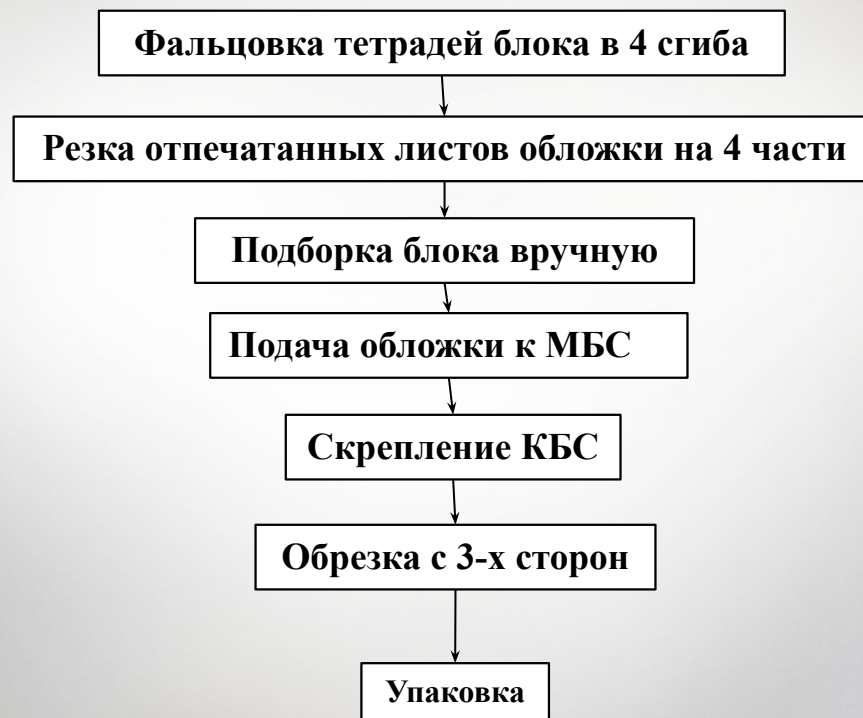 Фальцовка тетрадей блока в 4 сгиба
Резка отпечатанных листов обложки на 4 части
Подборка блока вручную
Подача обложки к МБС
Скрепление КБС
Обрезка с 3-х сторон
Упаковка